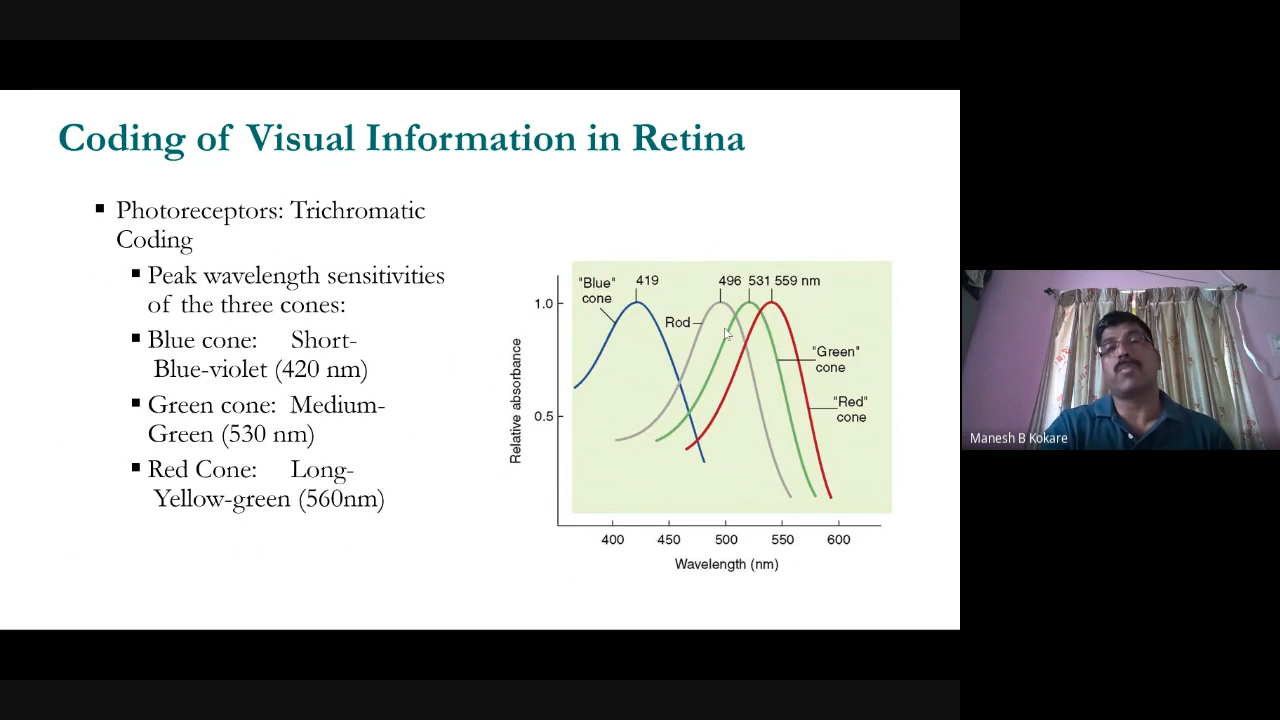 Coding of Visual Information in Retina
Photoreceptors: Trichromatic
Coding
Peak wavelength sensitivities
of the three cones:
Blue cone: Short-
Blue-violet (420 nm)
Green cone: Medium-
Green (530 nm)
Red Cone: Long-
Yellow-green (560nm)
"Blue"
cone
419
496 531 559 nm
1.0
Rod
"Green"
cone
"Red"
cone
0.5
Relative absorbance
400 450 500 550 600
Wavelength (nm)
Manesh B Kokare